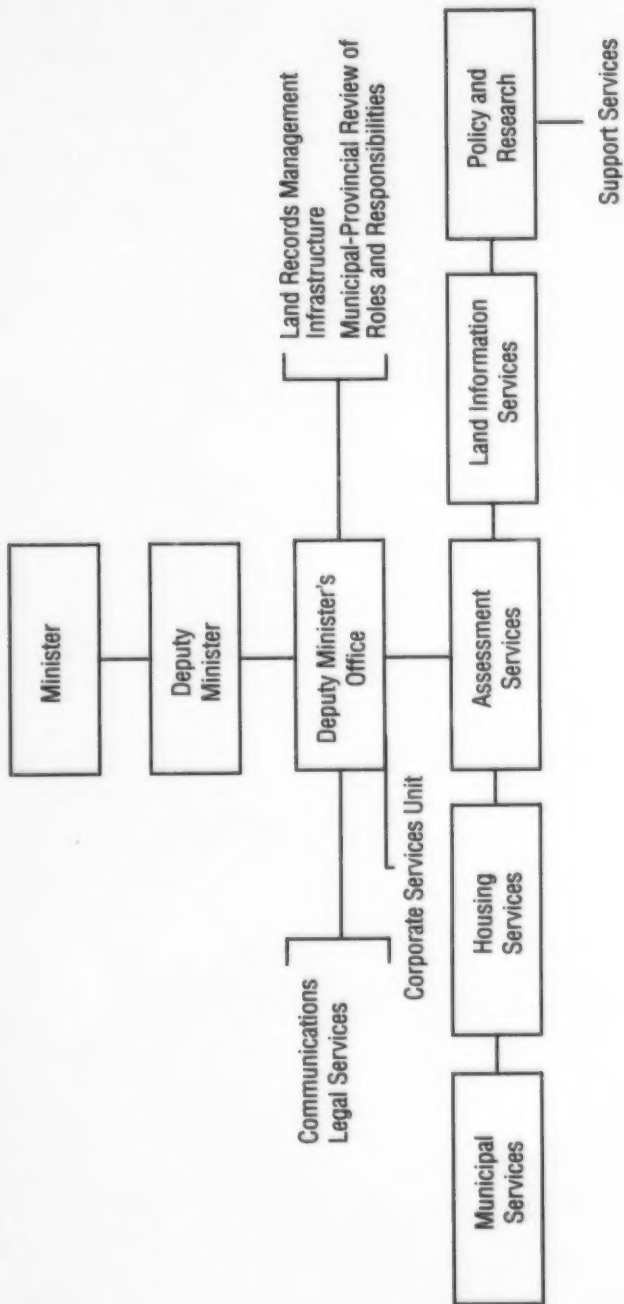 Minister
Deputy
Minister
Deputy Minister's
Office
Communications
Legal Services
Land Records Management
Infrastructure
Municipal-Provincial Review of
Roles and Responsibilities
Corporate Services Unit
Municipal
Services
Housing
Services
Assessment
Services
Land Information
Services
Policy and
Research
Support Services